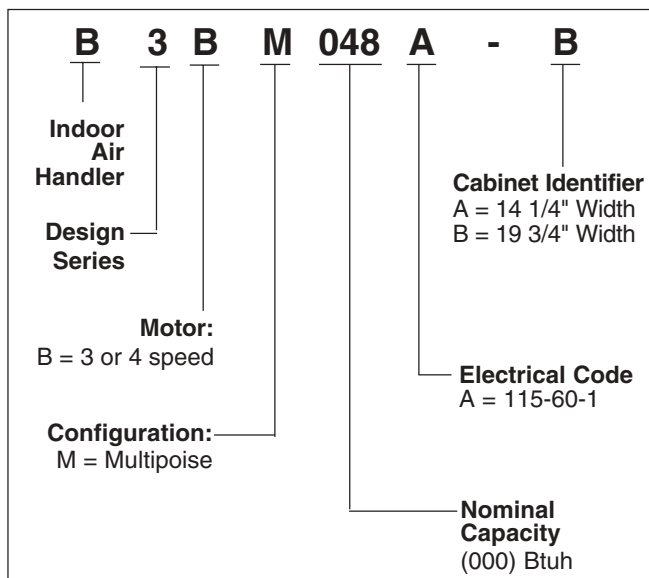 B 3 B M 048 A - B
Indoor
Air
Handler
Design
Series
Motor:
B = 3 or 4 speed
Configuration:
M = Multipoise
Cabinet Identifier
A = 14 1/4" Width
B = 19 3/4" Width
Electrical Code
A = 115-60-1
Nominal
Capacity
(000) Btuh